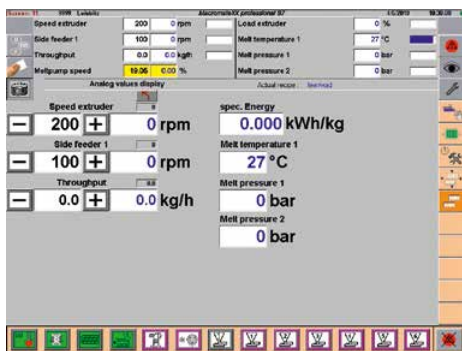 Speed extruder 200 0 rpm Load extruder 0 %
Side feeder 1 100 0 rpm Melt temperature 1 27 °C
Throughput 0.0 0.0 kg/h Melt pressure 1 0 bar
Meltpump speed 19.06 0.00 % Melt pressure 2 0 bar
Analog values display Actual recipe :
Speed extruder spec. Energy
200 0 rpm 0.000 kWh/kg
Side feeder 1 Melt temperature 1
100 0 rpm 27 °C
Throughput Melt pressure 1
0.0 0.0 kg/h 0 bar
Melt pressure 2
0 bar